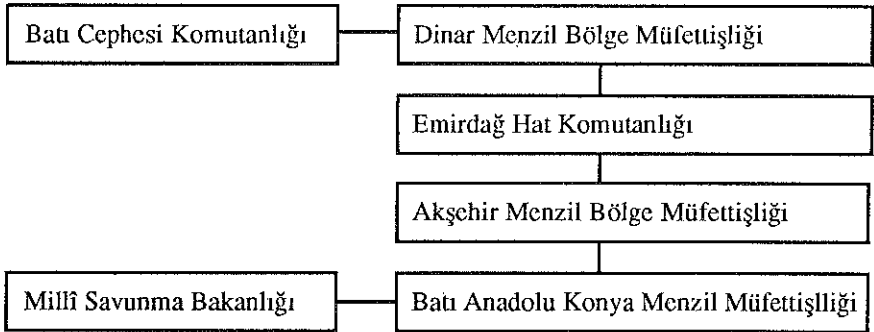 Batı Cephesi Komutanlığı
Dinar Menzil Bölge Müfettişliği
Emirdağ Hat Komutanlığı
Akşehir Menzil Bölge Müfettişliği
Millî Savunma Bakanlığı
Batı Anadolu Konya Menzil Müfettişlliği